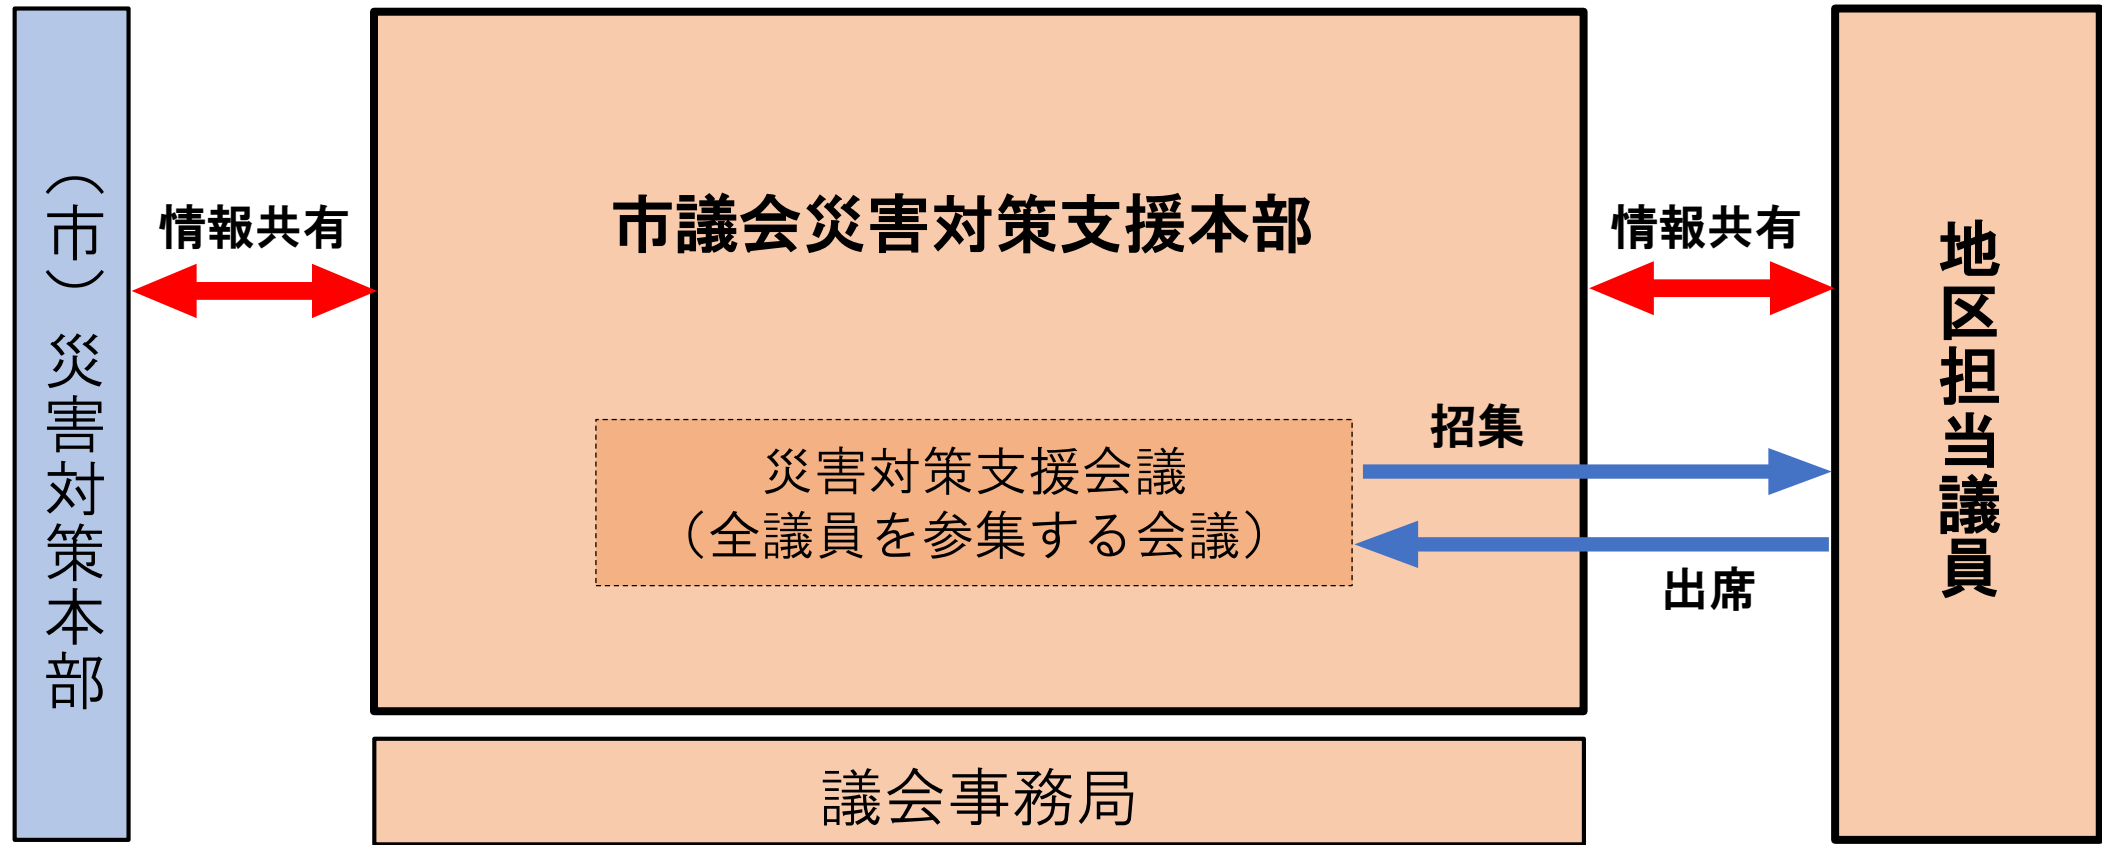 （市）災害対策本部
情報共有
市議会災害対策支援本部
情報共有
地区担当議員
招集
災害対策支援会議
（全議員を参集する会議）
出席
議会事務局